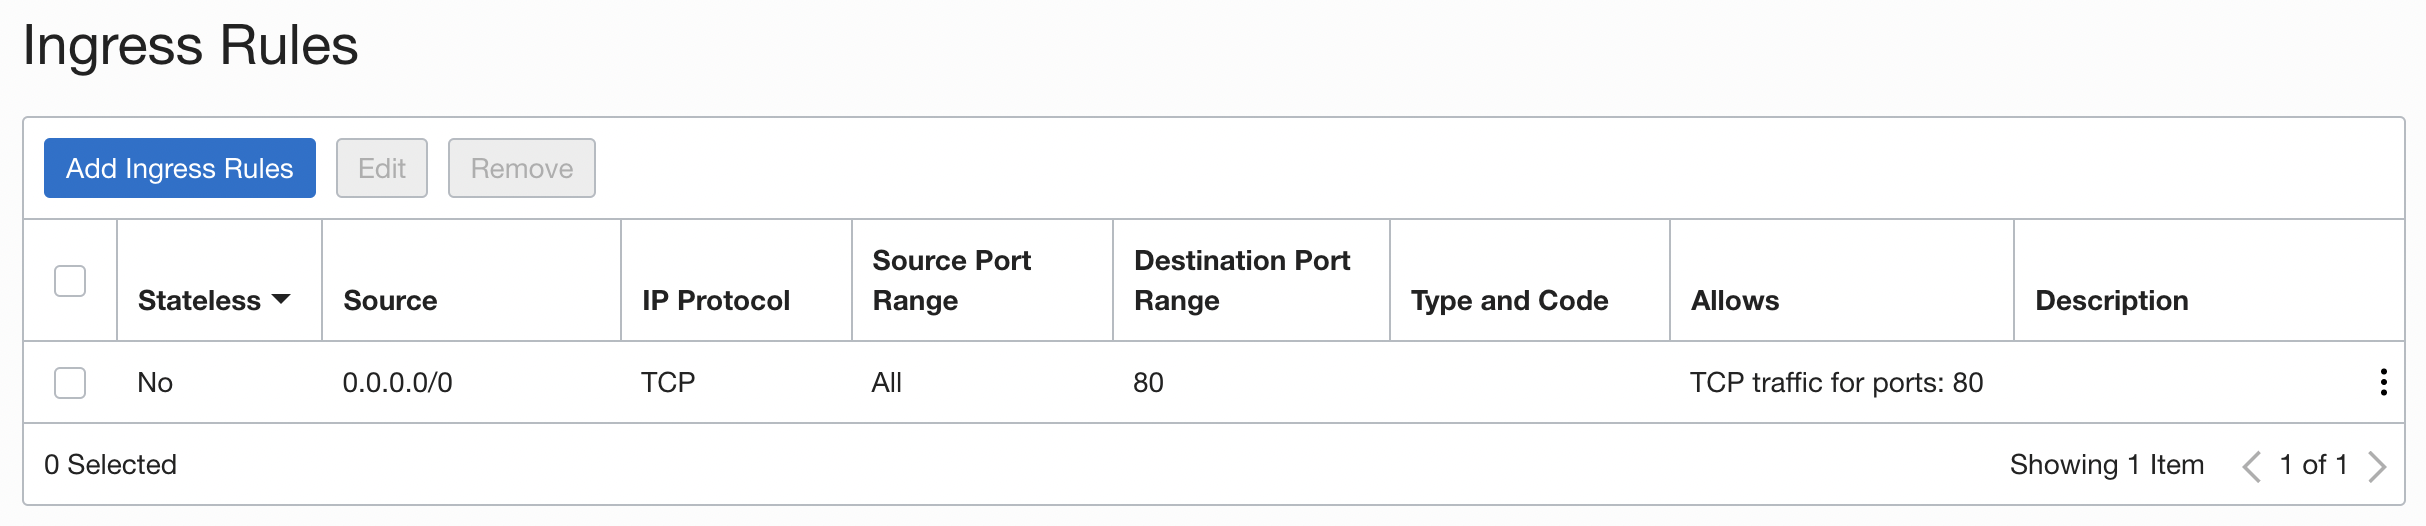 Ingress Rules
Add Ingress Rules Edit Remove
Stateless Source IP Protocol Source Port Range Destination Port Range Type and Code Allows Description
No 0.0.0.0/0 TCP All 80 TCP traffic for ports: 80
0 Selected Showing 1 Item 1 of 1